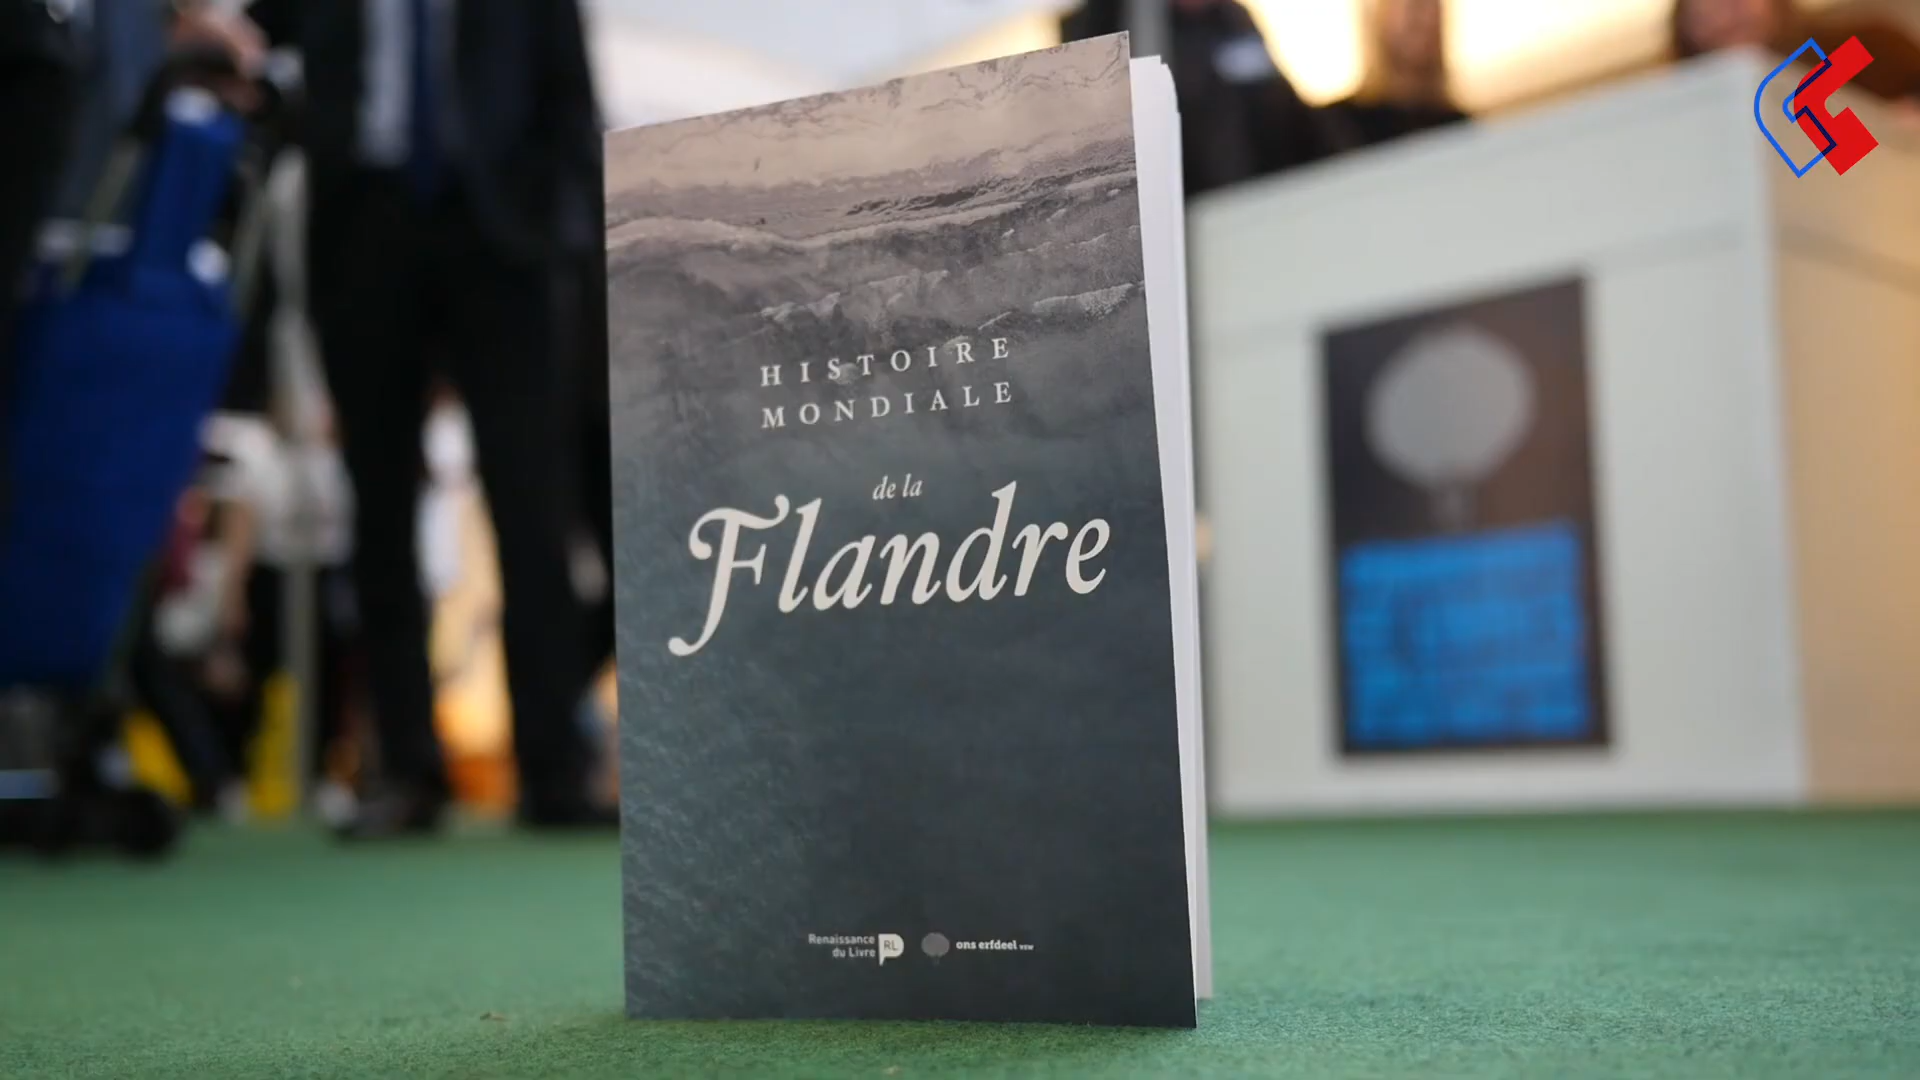 HISTOIRE
MONDIALE
de la
Flandre
Renaissance
du Livre
RL
ons erfdeel vzw